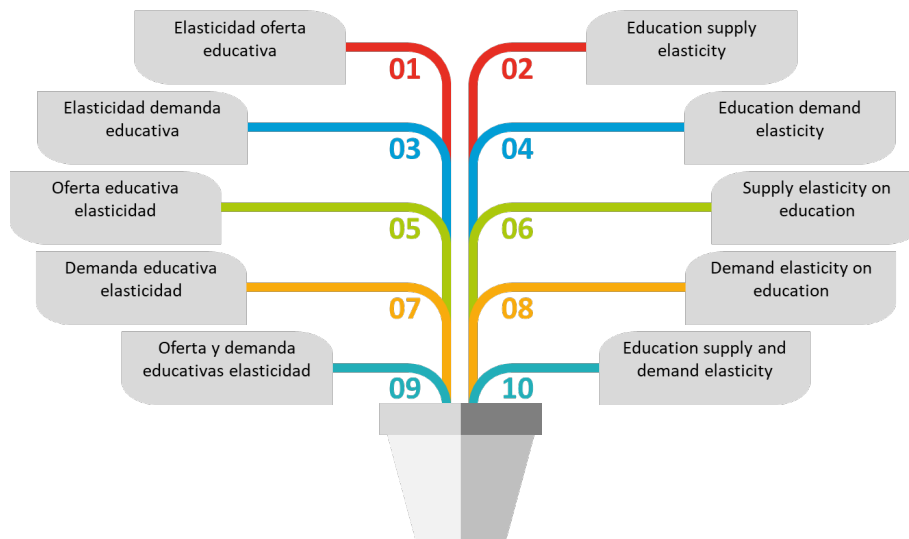 Elasticidad oferta
educativa
01
02
Education supply
elasticity
Elasticidad demanda
educativa
03
04
Education demand
elasticity
Oferta educativa
elasticidad
05
06
Supply elasticity on
education
Demanda educativa
elasticidad
07
08
Demand elasticity on
education
Oferta y demanda
educativas elasticidad
09
10
Education supply and
demand elasticity